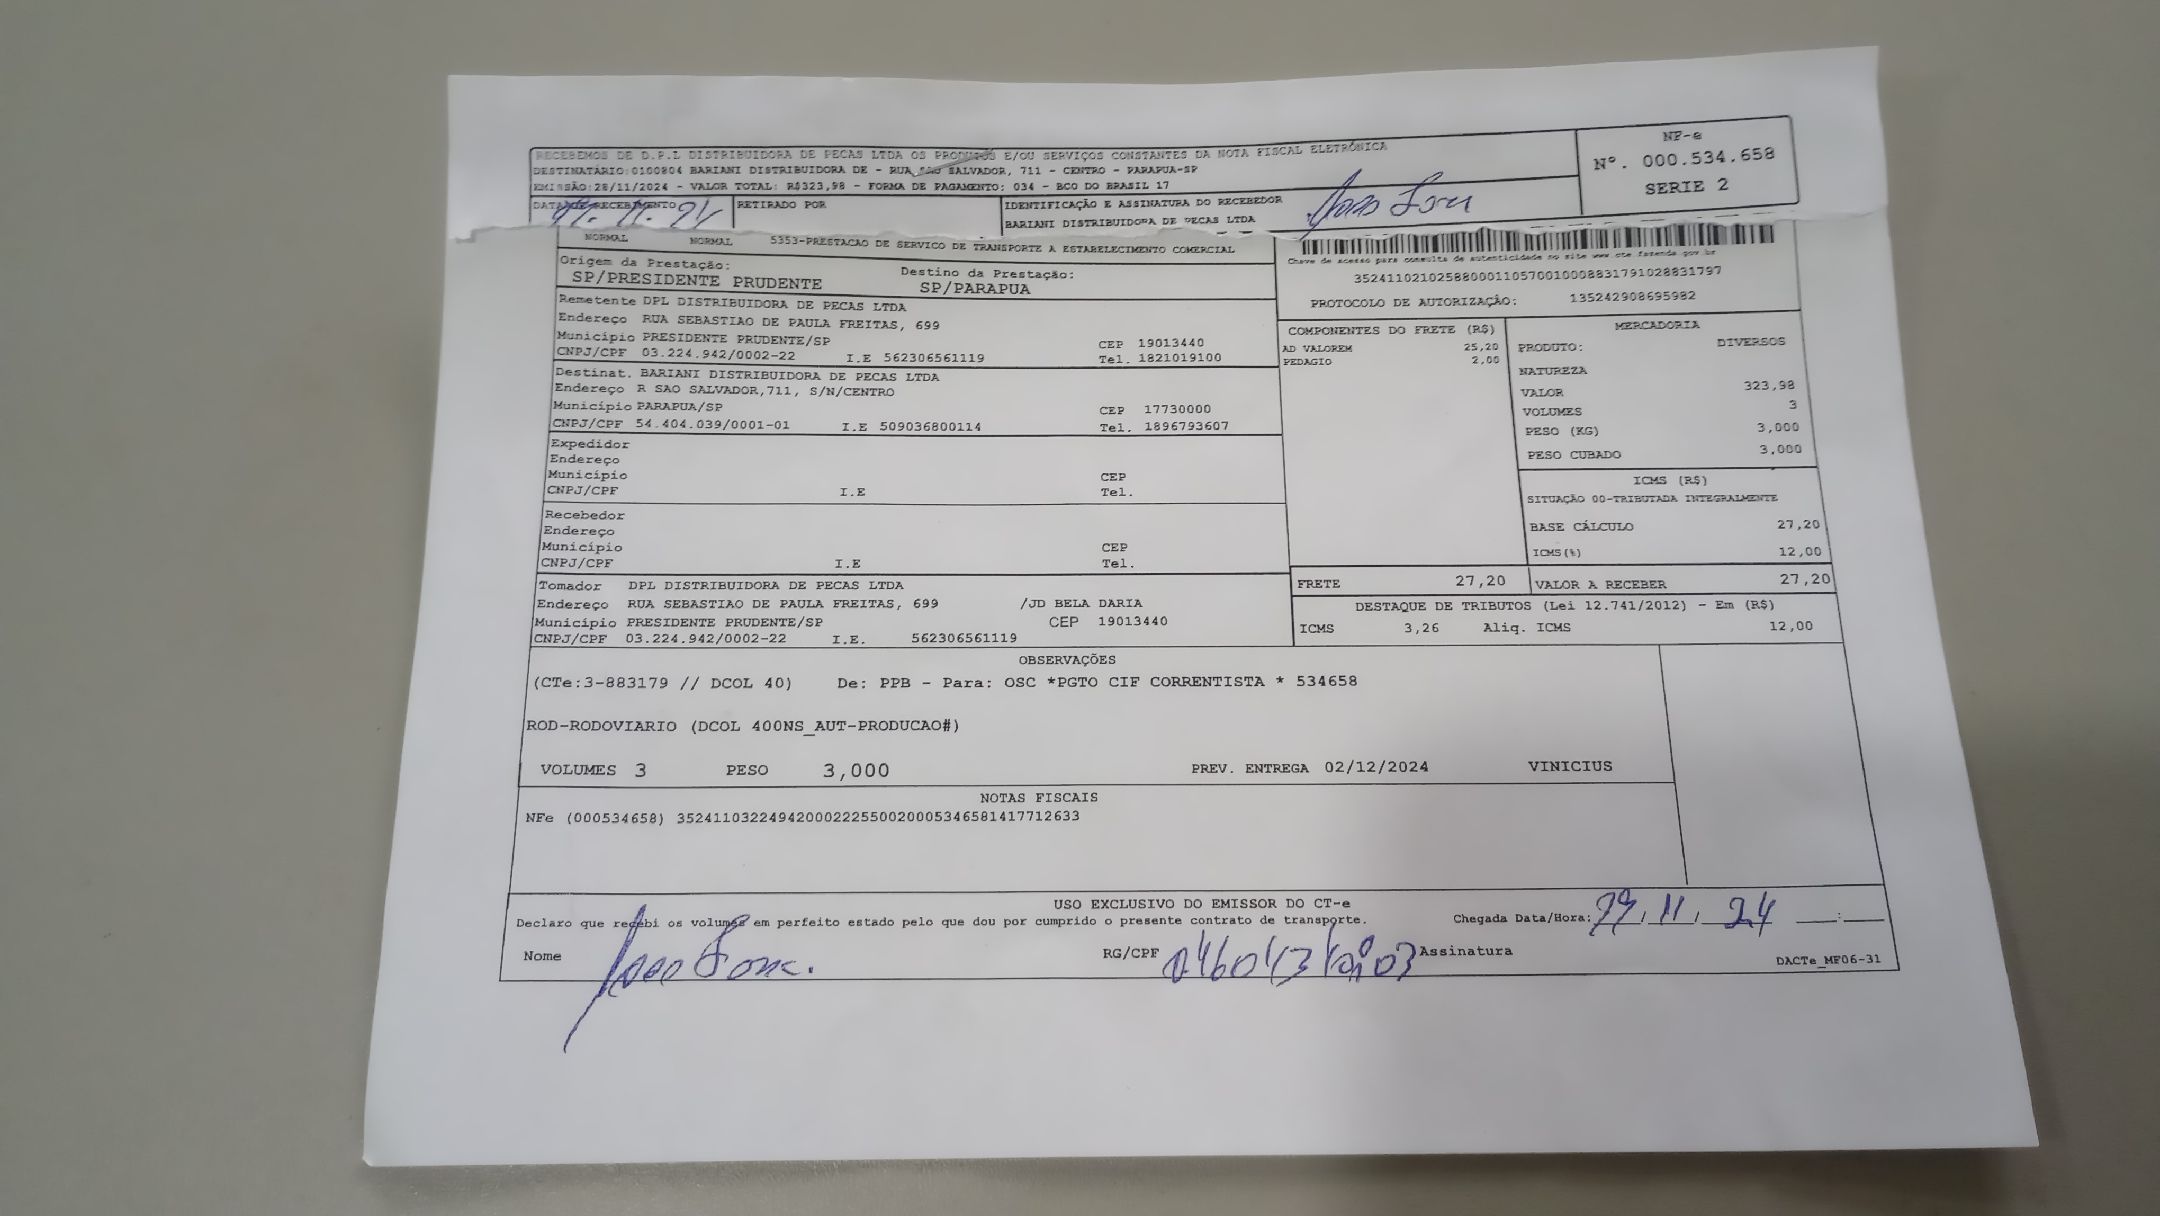 RECEBEMOS DE D.P.L DISTRIBUIDORA DE PECAS LTDA OS PRODUTOS E/OU SERVIÇOS CONSTANTES DA NOTA FISCAL ELETRÔNICA
DESTINATÁRIO:0100804 BARIANI DISTRIBUIDORA DE - RUA SAO SALVADOR, 711 - CENTRO - PARAPUA-SP
EMISSÃO:28/11/2024 - VALOR TOTAL: R$323,98 - FORMA DE PAGAMENTO: 034 - BCO DO BRASIL 17
NF-e
Nº. 000.534.658
SERIE 2
DATA DE RECEBIMENTO
RETIRADO POR
IDENTIFICAÇÃO E ASSINATURA DO RECEBEDOR
BARIANI DISTRIBUIDORA DE PECAS LTDA
NORMAL NORMAL 5353-PRESTACAO DE SERVICO DE TRANSPORTE A ESTABELECIMENTO COMERCIAL
Origem da Prestação:
SP/PRESIDENTE PRUDENTE
Destino da Prestação:
SP/PARAPUA
Chave de acesso para consulta de autenticidade no site www.cte.fazenda.gov.br
35241102102588000110570010008831791028831797
PROTOCOLO DE AUTORIZAÇÃO: 135242908695982
Remetente DPL DISTRIBUIDORA DE PECAS LTDA
Endereço RUA SEBASTIAO DE PAULA FREITAS, 699
Município PRESIDENTE PRUDENTE/SP CEP 19013440
CNPJ/CPF 03.224.942/0002-22 I.E 562306561119 Tel. 1821019100
Destinat. BARIANI DISTRIBUIDORA DE PECAS LTDA
Endereço R SAO SALVADOR,711, S/N/CENTRO
Município PARAPUA/SP CEP 17730000
CNPJ/CPF 54.404.039/0001-01 I.E 509036800114 Tel. 1896793607
Expedidor
Endereço
Município CEP
CNPJ/CPF I.E Tel.
Recebedor
Endereço
Município CEP
CNPJ/CPF I.E Tel.
Tomador DPL DISTRIBUIDORA DE PECAS LTDA
Endereço RUA SEBASTIAO DE PAULA FREITAS, 699 /JD BELA DARIA
Município PRESIDENTE PRUDENTE/SP CEP 19013440
CNPJ/CPF 03.224.942/0002-22 I.E. 562306561119
COMPONENTES DO FRETE (R$)
AD VALOREM 25,20
PEDAGIO 2,00
MERCADORIA
PRODUTO: DIVERSOS
NATUREZA
VALOR 323,98
VOLUMES 3
PESO (KG) 3,000
PESO CUBADO 3,000
ICMS (R$)
SITUAÇÃO 00-TRIBUTADA INTEGRALMENTE
BASE CÁLCULO 27,20
ICMS(%) 12,00
FRETE 27,20 VALOR A RECEBER 27,20
DESTAQUE DE TRIBUTOS (Lei 12.741/2012) - Em (R$)
ICMS 3,26 Aliq. ICMS 12,00
OBSERVAÇÕES
(CTe:3-883179 // DCOL 40) De: PPB - Para: OSC *PGTO CIF CORRENTISTA * 534658
ROD-RODOVIARIO (DCOL 400NS_AUT-PRODUCAO#)
VOLUMES 3 PESO 3,000 PREV. ENTREGA 02/12/2024 VINICIUS
NOTAS FISCAIS
NFe (000534658) 35241103224942000222550020005346581417712633
USO EXCLUSIVO DO EMISSOR DO CT-e
Declaro que recebi os volumes em perfeito estado pelo que dou por cumprido o presente contrato de transporte. Chegada Data/Hora: 29.11.24
Nome RG/CPF Assinatura
DACTe_MF06-31